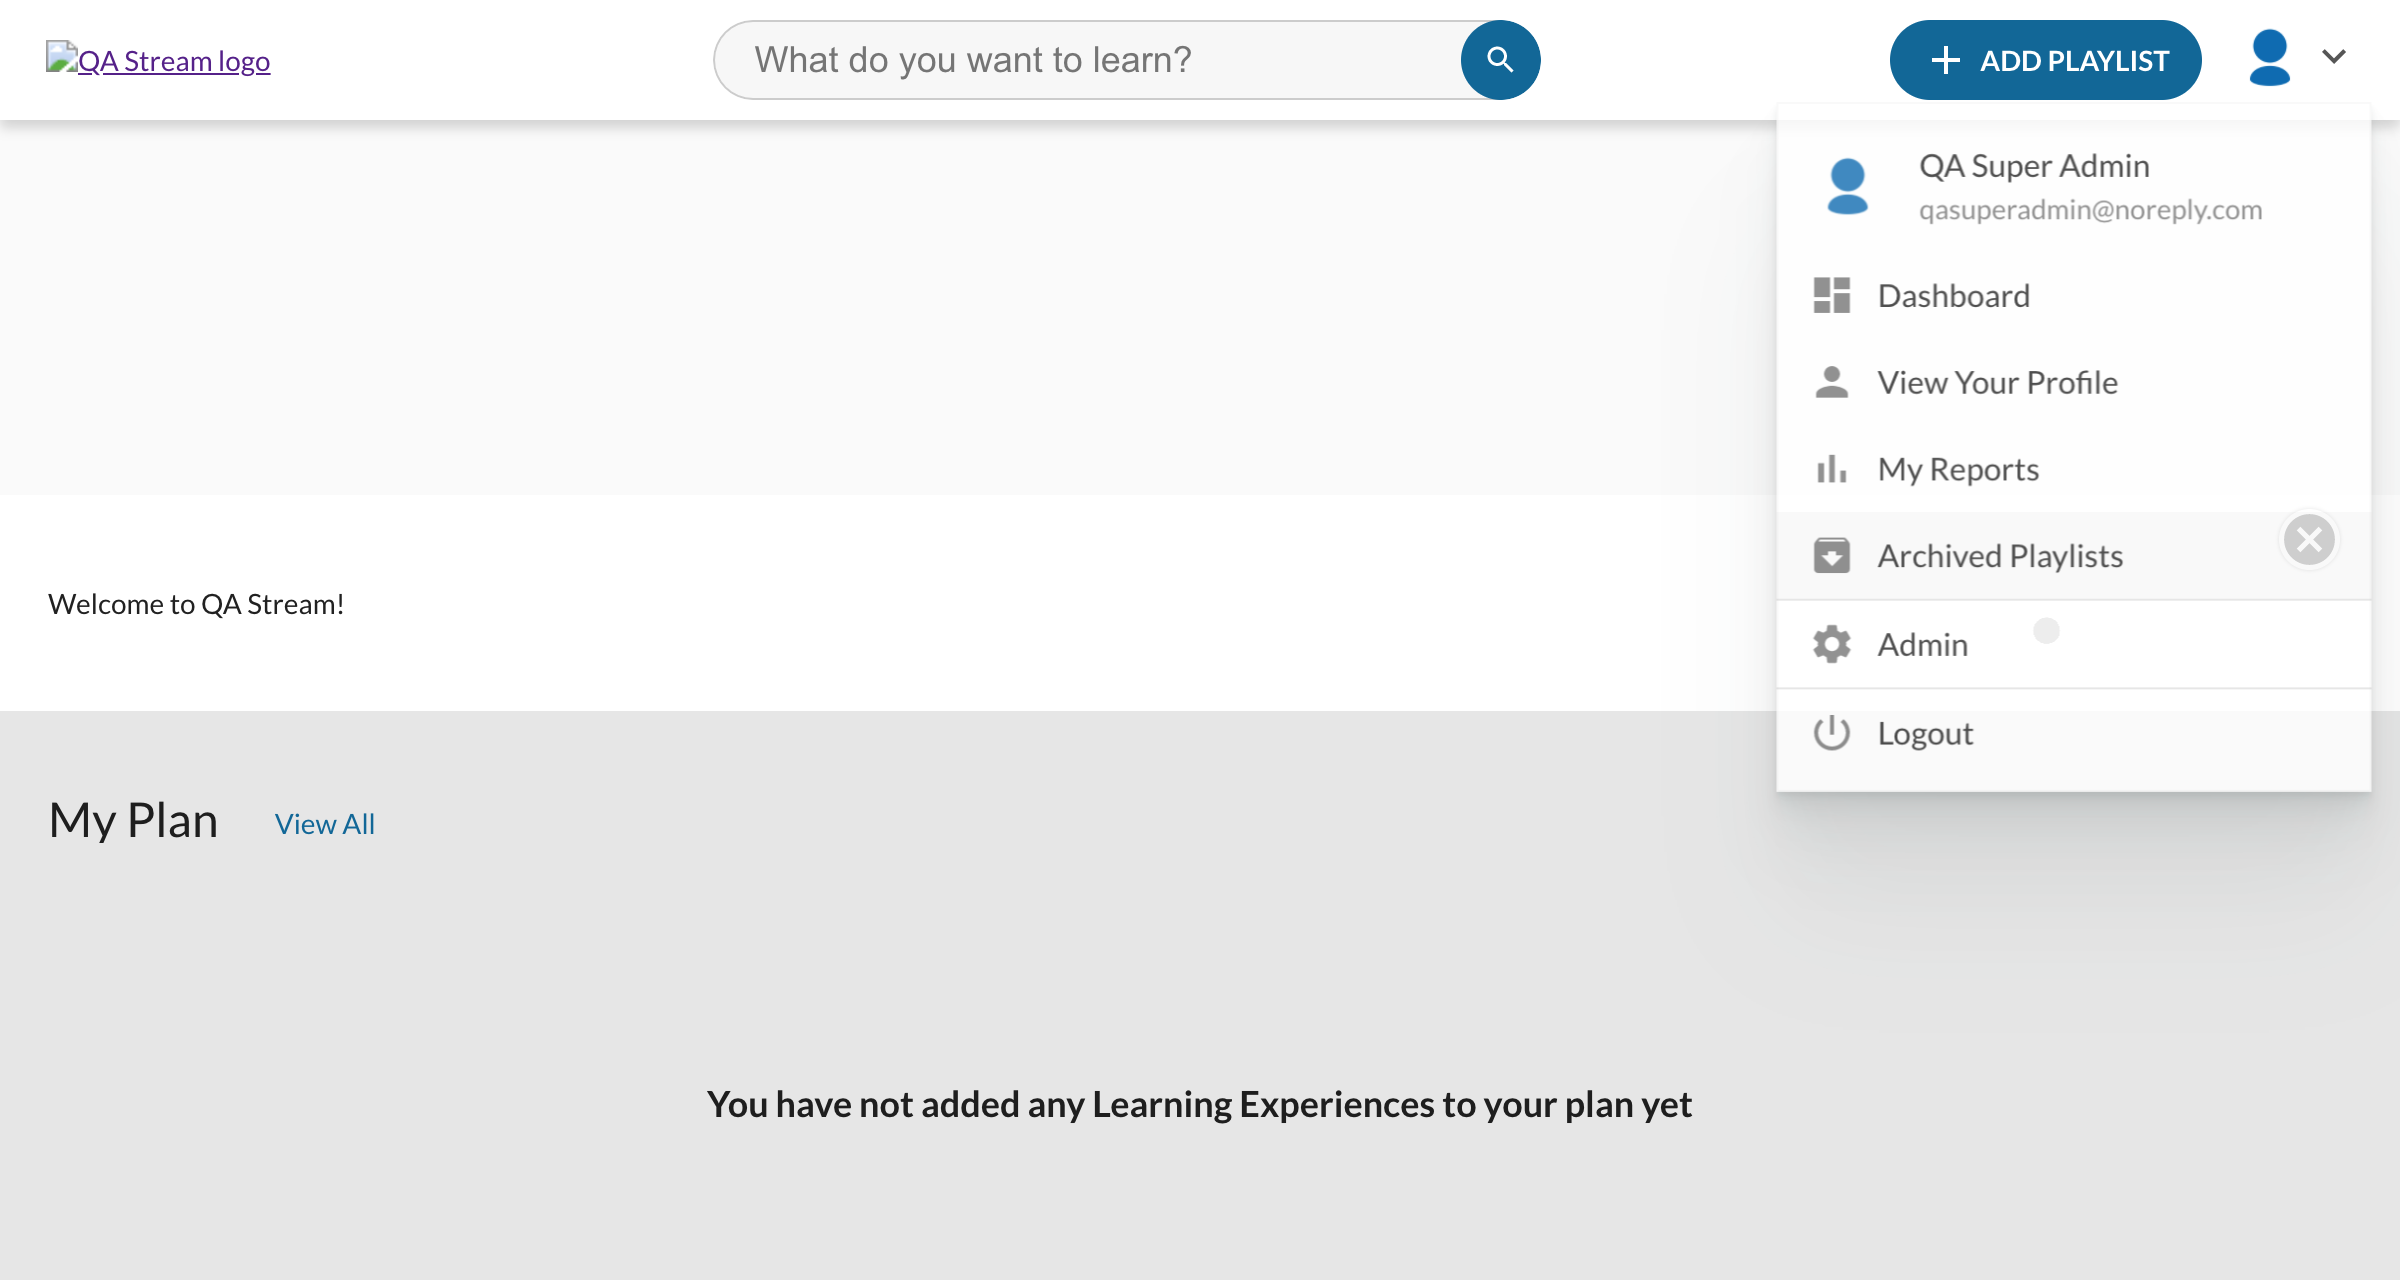 QA Stream logo
What do you want to learn?
ADD PLAYLIST
QA Super Admin
qasuperadmin@noreply.com
Dashboard
View Your Profile
My Reports
Archived Playlists
Admin
Logout
Welcome to QA Stream!
My Plan
View All
You have not added any Learning Experiences to your plan yet